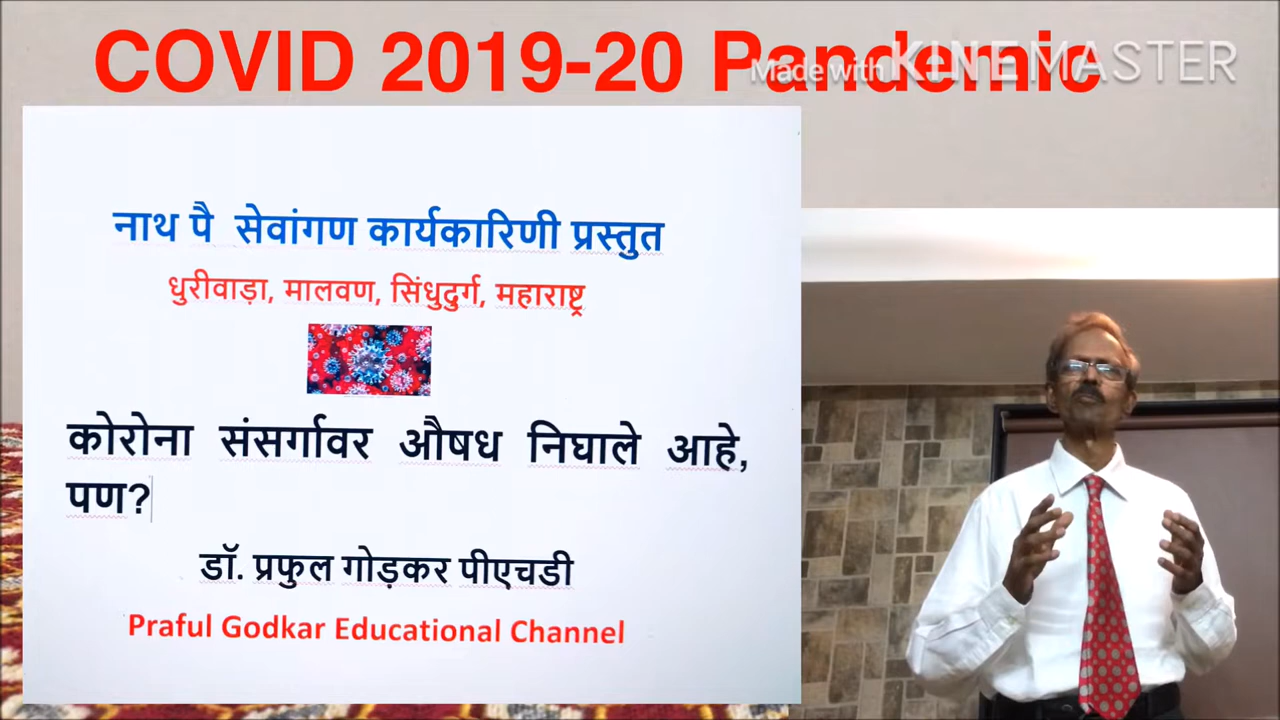 COVID 2019-20 Pandemic
Made with KINEMASTER
नाथ पै सेवांगण कार्यकारिणी प्रस्तुत
धुरीवाड़ा, मालवण, सिंधुदुर्ग, महाराष्ट्र
कोरोना संसर्गावर औषध निघाले आहे,
पण?
डॉ. प्रफुल गोड़कर पीएचडी
Praful Godkar Educational Channel